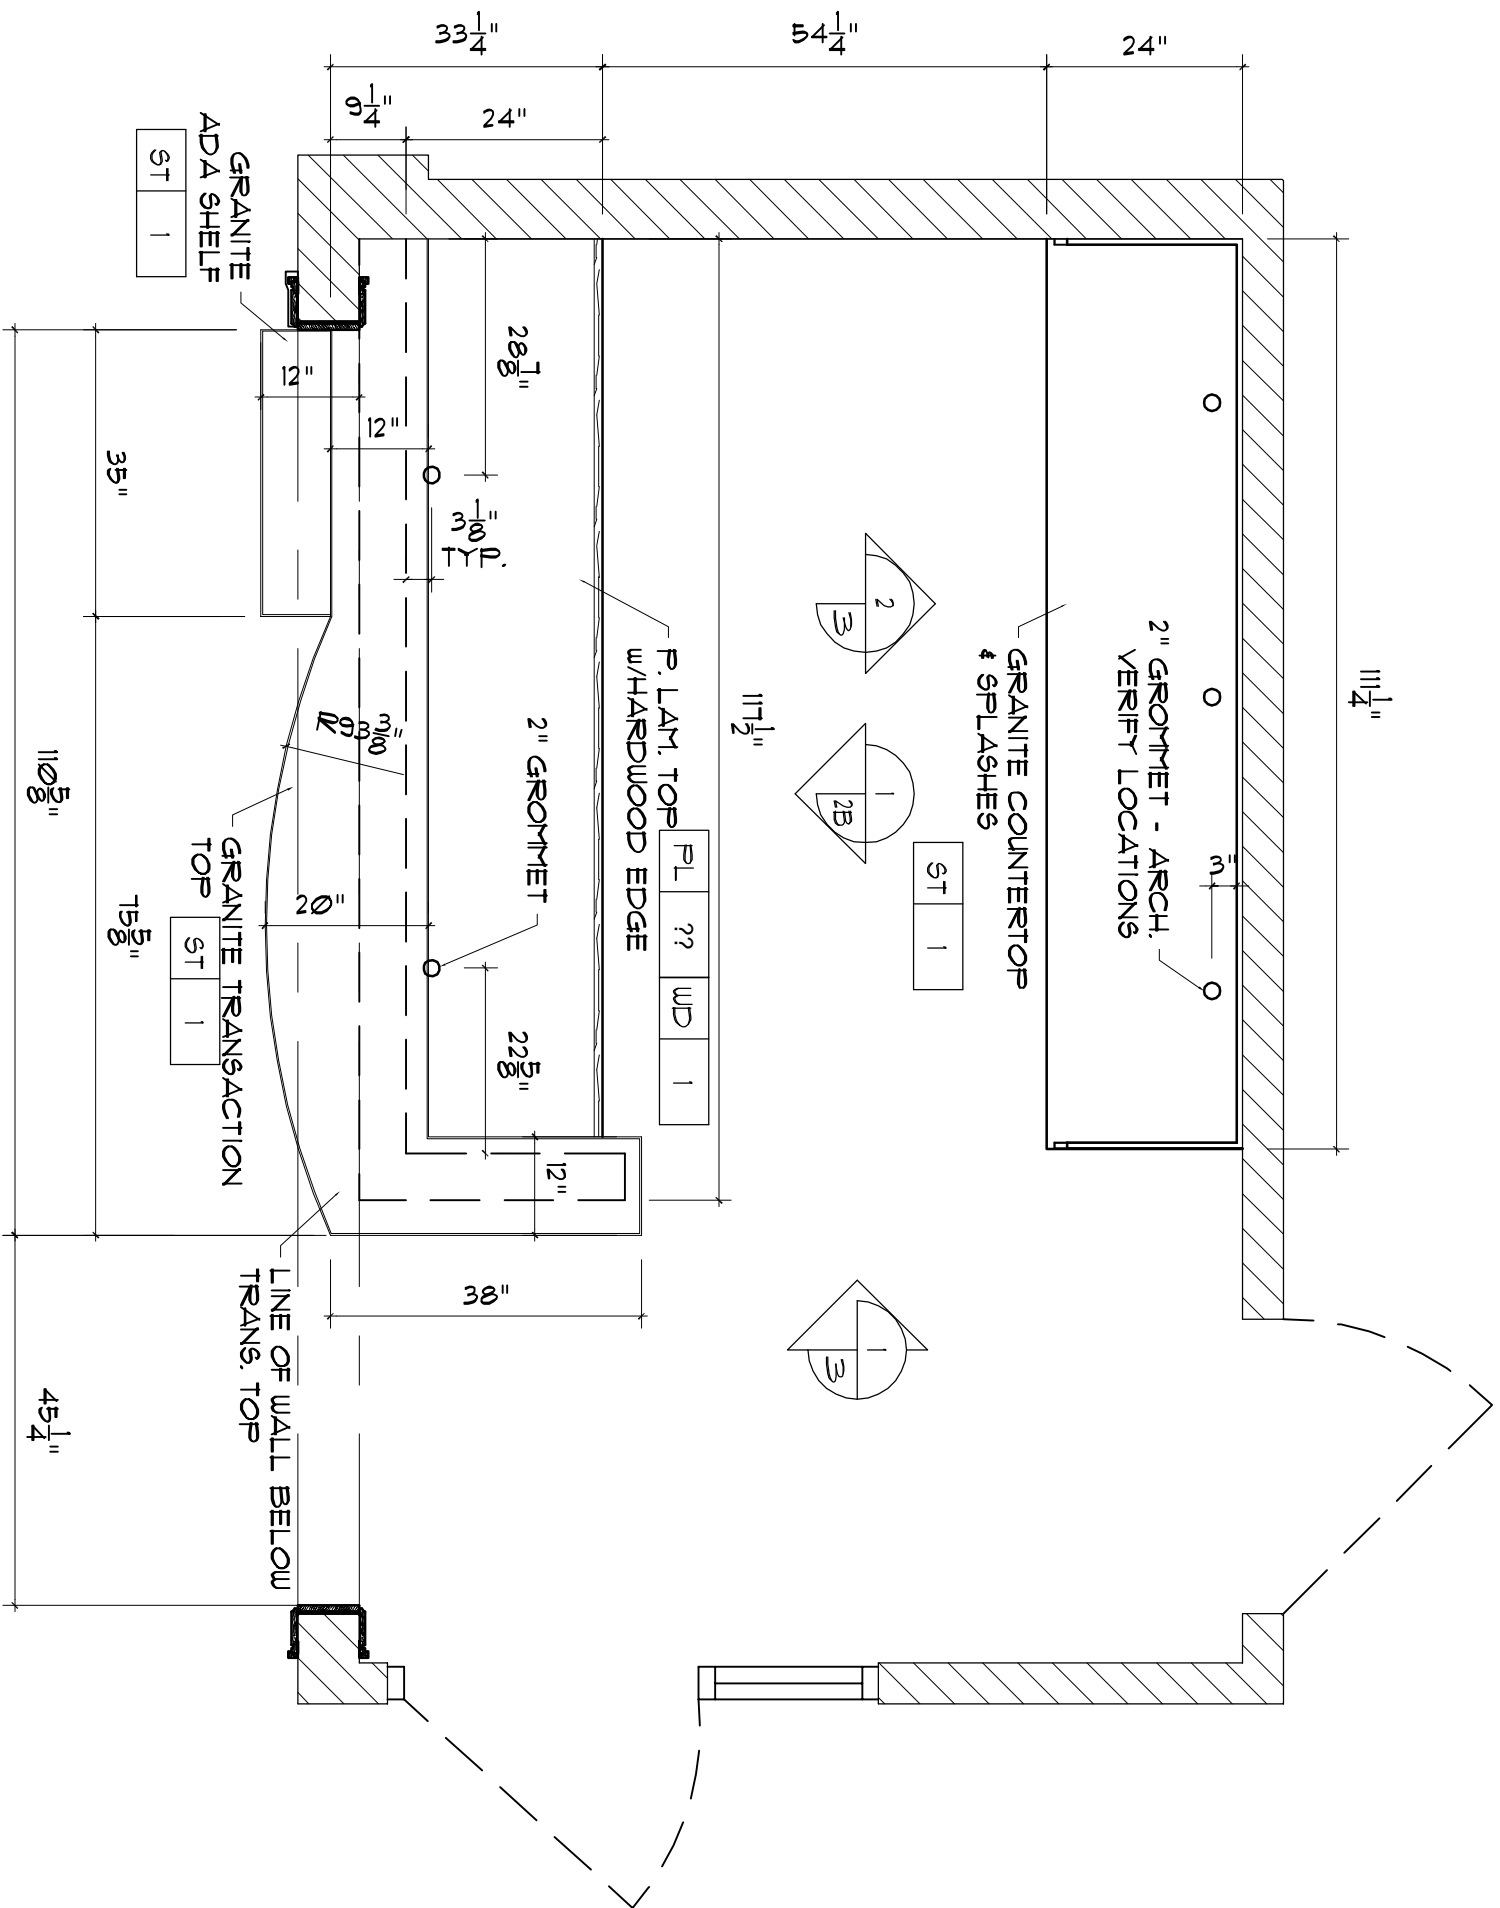 33 1/4"
54 1/4"
24"
9 1/4"
24"
GRANITE
ADA SHELF
ST 1
12"
12"
35"
28 7/8"
3 1/8"
TYP.
111 1/4"
2" GROMMET - ARCH.
VERIFY LOCATIONS
3"
GRANITE COUNTERTOP
& SPLASHES
ST 1
2
3
1
2B
117 1/2"
P. LAM. TOP
W/HARDWOOD EDGE
PL ?? WD 1
2" GROMMET
R93 3/8"
20"
22 5/8"
12"
GRANITE TRANSACTION
TOP
ST 1
75 5/8"
110 5/8"
38"
1
3
LINE OF WALL BELOW
TRANS. TOP
45 1/4"